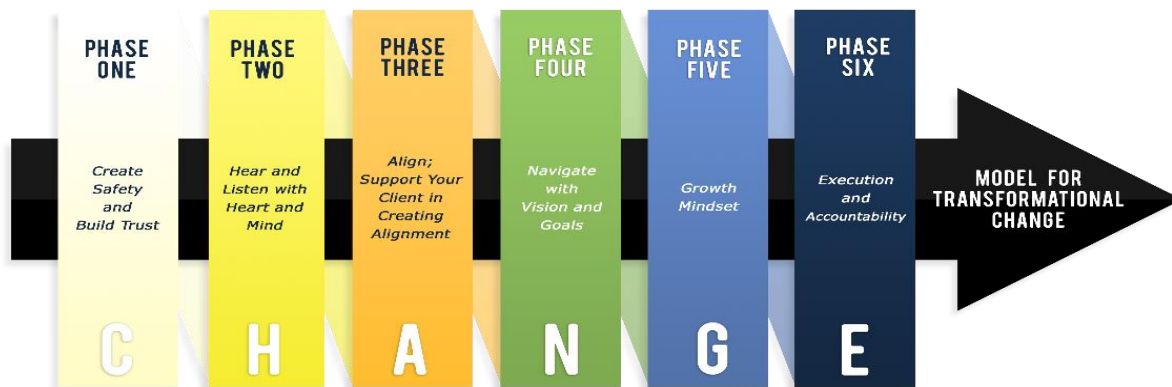 PHASE
ONE
Create
Safety
and
Build Trust
C
PHASE
TWO
Hear and
Listen with
Heart and
Mind
H
PHASE
THREE
Align;
Support Your
Client in
Creating
Alignment
A
PHASE
FOUR
Navigate
with
Vision and
Goals
N
PHASE
FIVE
Growth
Mindset
G
PHASE
SIX
Execution
and
Accountability
E
MODEL FOR
TRANSFORMATIONAL
CHANGE